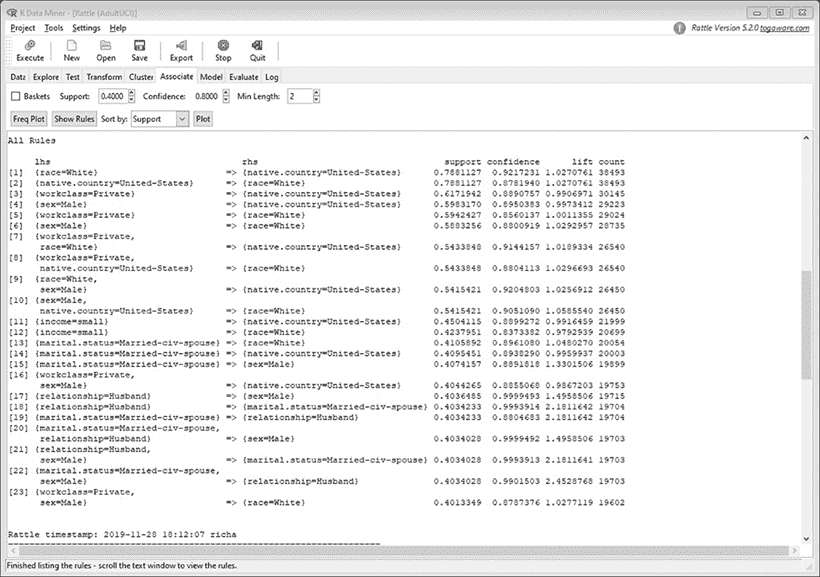 R Data Miner - [Rattle (AdultUCI)]
Project Tools Settings Help
Rattle Version 5.2.0 togaware.com
Execute New Open Save Export Stop Quit
Data Explore Test Transform Cluster Associate Model Evaluate Log
Baskets Support: 0.4000 Confidence: 0.8000 Min Length: 2
Freq Plot Show Rules Sort by: Support Plot
All Rules
lhs rhs support confidence lift count
[1] {race=White} => {native.country=United-States} 0.7881127 0.9217231 1.0270761 38493
[2] {native.country=United-States} => {race=White} 0.7881127 0.8781940 1.0270761 38493
[3] {workclass=Private} => {native.country=United-States} 0.6171942 0.8890757 0.9906971 30145
[4] {sex=Male} => {native.country=United-States} 0.5983170 0.8950383 0.9973412 29223
[5] {workclass=Private} => {race=White} 0.5942427 0.8560137 1.0011355 29024
[6] {sex=Male} => {race=White} 0.5883256 0.8800919 1.0292957 28735
[7] {workclass=Private,
race=White} => {native.country=United-States} 0.5433848 0.9144157 1.0189334 26540
[8] {workclass=Private,
native.country=United-States} => {race=White} 0.5433848 0.8804113 1.0296693 26540
[9] {race=White,
sex=Male} => {native.country=United-States} 0.5415421 0.9204803 1.0256912 26450
[10] {sex=Male,
native.country=United-States} => {race=White} 0.5415421 0.9051090 1.0585540 26450
[11] {income=small} => {native.country=United-States} 0.4504115 0.8899272 0.9916459 21999
[12] {income=small} => {race=White} 0.4237951 0.8373382 0.9792939 20699
[13] {marital.status=Married-civ-spouse} => {race=White} 0.4105892 0.8961080 1.0480270 20054
[14] {marital.status=Married-civ-spouse} => {native.country=United-States} 0.4095451 0.8938290 0.9959937 20003
[15] {marital.status=Married-civ-spouse} => {sex=Male} 0.4074157 0.8891818 1.3301506 19899
[16] {workclass=Private,
sex=Male} => {native.country=United-States} 0.4044265 0.8855068 0.9867203 19753
[17] {relationship=Husband} => {sex=Male} 0.4036485 0.9999493 1.4958506 19715
[18] {relationship=Husband} => {marital.status=Married-civ-spouse} 0.4034233 0.9993914 2.1811642 19704
[19] {marital.status=Married-civ-spouse} => {relationship=Husband} 0.4034233 0.8804683 2.1811642 19704
[20] {marital.status=Married-civ-spouse,
relationship=Husband} => {sex=Male} 0.4034028 0.9999492 1.4958506 19703
[21] {relationship=Husband,
sex=Male} => {marital.status=Married-civ-spouse} 0.4034028 0.9993913 2.1811641 19703
[22] {marital.status=Married-civ-spouse,
sex=Male} => {relationship=Husband} 0.4034028 0.9901503 2.4528768 19703
[23] {workclass=Private,
sex=Male} => {race=White} 0.4013349 0.8787376 1.0277119 19602
Rattle timestamp: 2019-11-28 18:12:07 richa
Finished listing the rules - scroll the text window to view the rules.